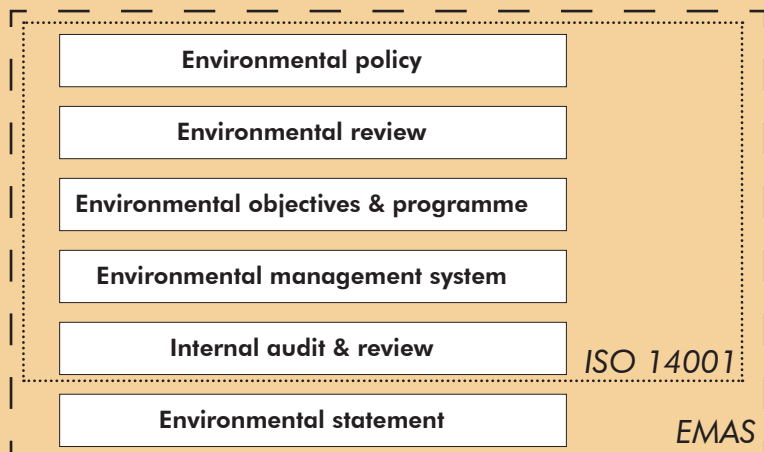 Environmental policy
Environmental review
Environmental objectives & programme
Environmental management system
Internal audit & review
ISO 14001
Environmental statement
EMAS